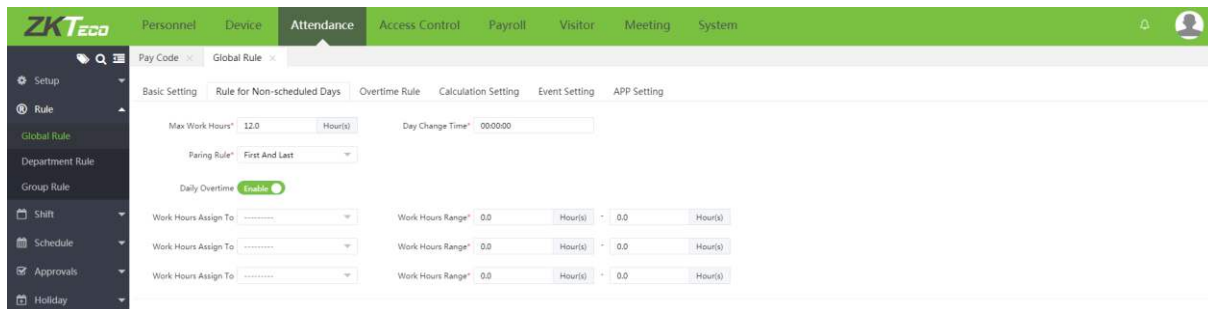 ZKTECO Personnel Device Attendance Access Control Payroll Visitor Meeting System
Pay Code × Global Rule ×
Setup
Basic Setting Rule for Non-scheduled Days Overtime Rule Calculation Setting Event Setting APP Setting
Rule
Max Work Hours* 12.0 Hour(s) Day Change Time* 00:00:00
Global Rule
Paring Rule* First And Last
Department Rule
Group Rule
Daily Overtime Enable
Shift
Work Hours Assign To --------- Work Hours Range* 0.0 Hour(s) - 0.0 Hour(s)
Schedule
Work Hours Assign To --------- Work Hours Range* 0.0 Hour(s) - 0.0 Hour(s)
Approvals
Work Hours Assign To --------- Work Hours Range* 0.0 Hour(s) - 0.0 Hour(s)
Holiday